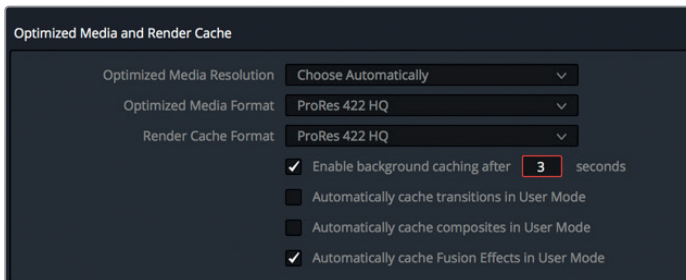 Optimized Media and Render Cache
Optimized Media Resolution Choose Automatically
Optimized Media Format ProRes 422 HQ
Render Cache Format ProRes 422 HQ
Enable background caching after 3 seconds
Automatically cache transitions in User Mode
Automatically cache composites in User Mode
Automatically cache Fusion Effects in User Mode